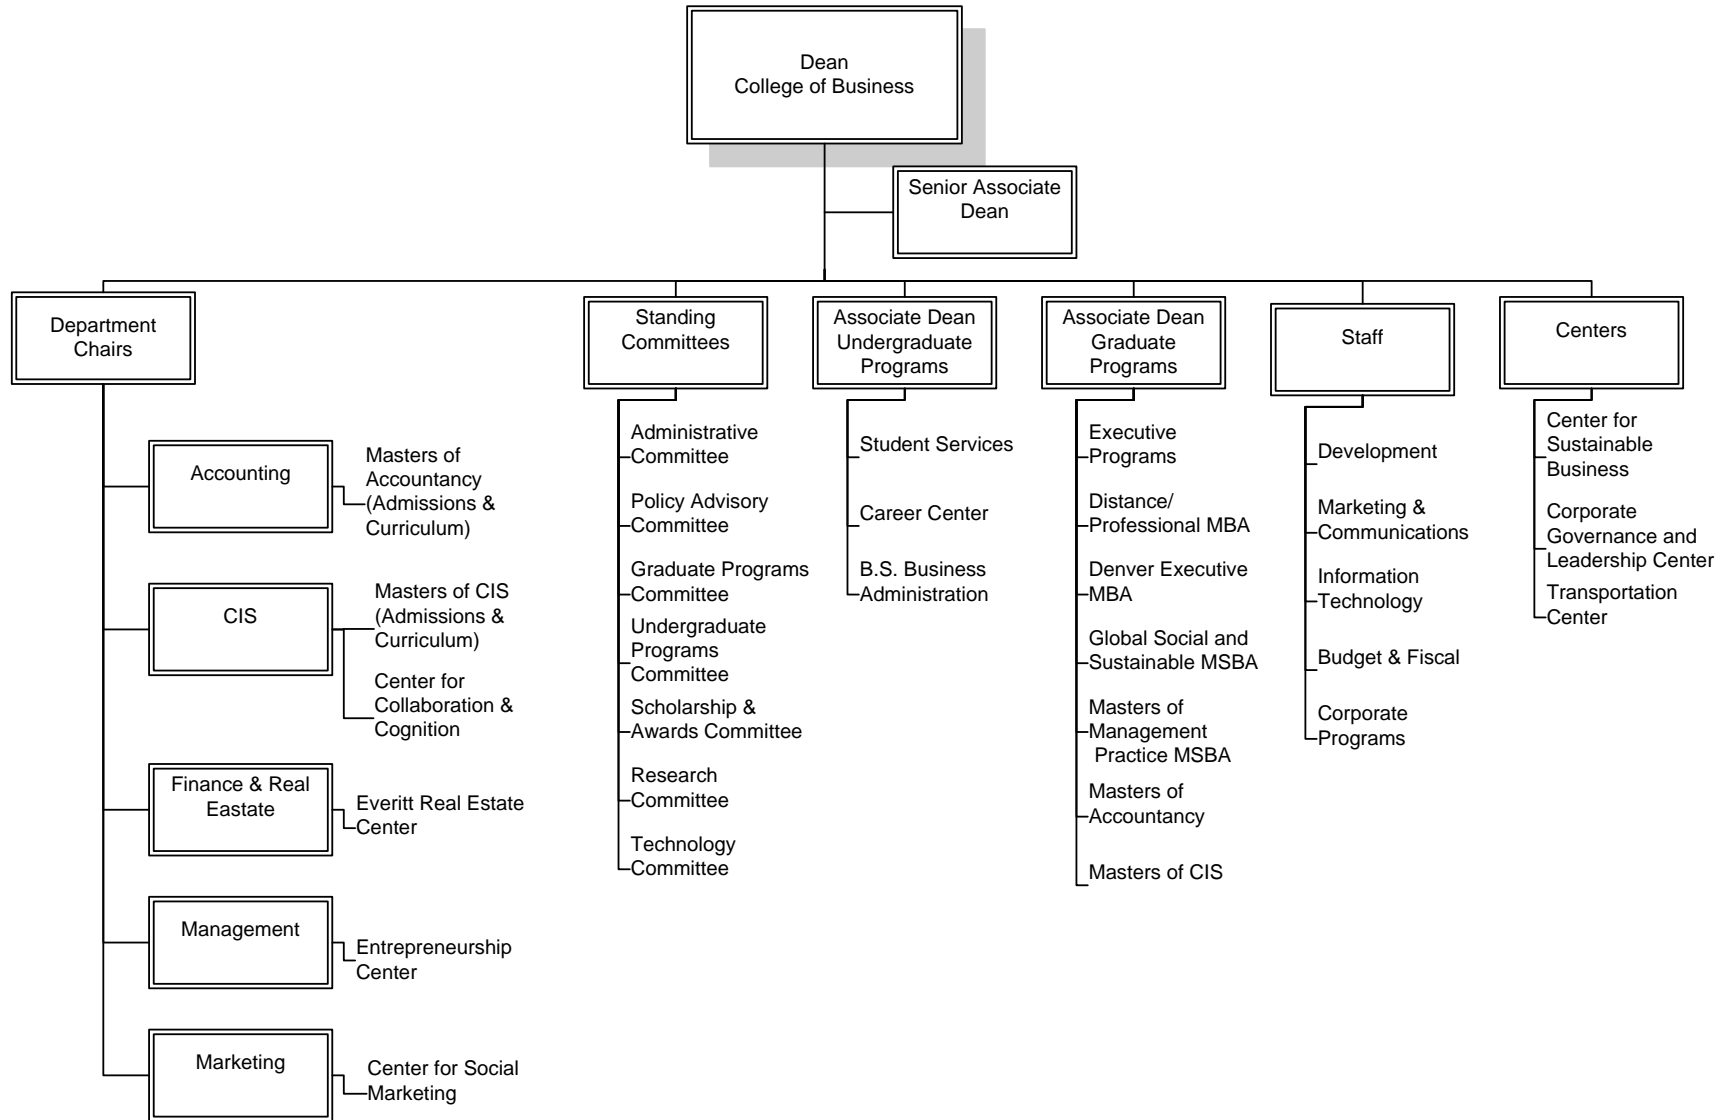 Dean
College of Business
Senior Associate
Dean
Department
Chairs
Accounting
Masters of
Accountancy
(Admissions &
Curriculum)
CIS
Masters of CIS
(Admissions &
Curriculum)
Center for
Collaboration &
Cognition
Finance & Real
Eastate
Everitt Real Estate
Center
Management
Entrepreneurship
Center
Marketing
Center for Social
Marketing
Standing
Committees
Administrative
Committee
Policy Advisory
Committee
Graduate Programs
Committee
Undergraduate
Programs
Committee
Scholarship &
Awards Committee
Research
Committee
Technology
Committee
Associate Dean
Undergraduate
Programs
Student Services
Career Center
B.S. Business
Administration
Associate Dean
Graduate
Programs
Executive
Programs
Distance/
Professional MBA
Denver Executive
MBA
Global Social and
Sustainable MSBA
Masters of
Management
Practice MSBA
Masters of
Accountancy
Masters of CIS
Staff
Development
Marketing &
Communications
Information
Technology
Budget & Fiscal
Corporate
Programs
Centers
Center for
Sustainable
Business
Corporate
Governance and
Leadership Center
Transportation
Center